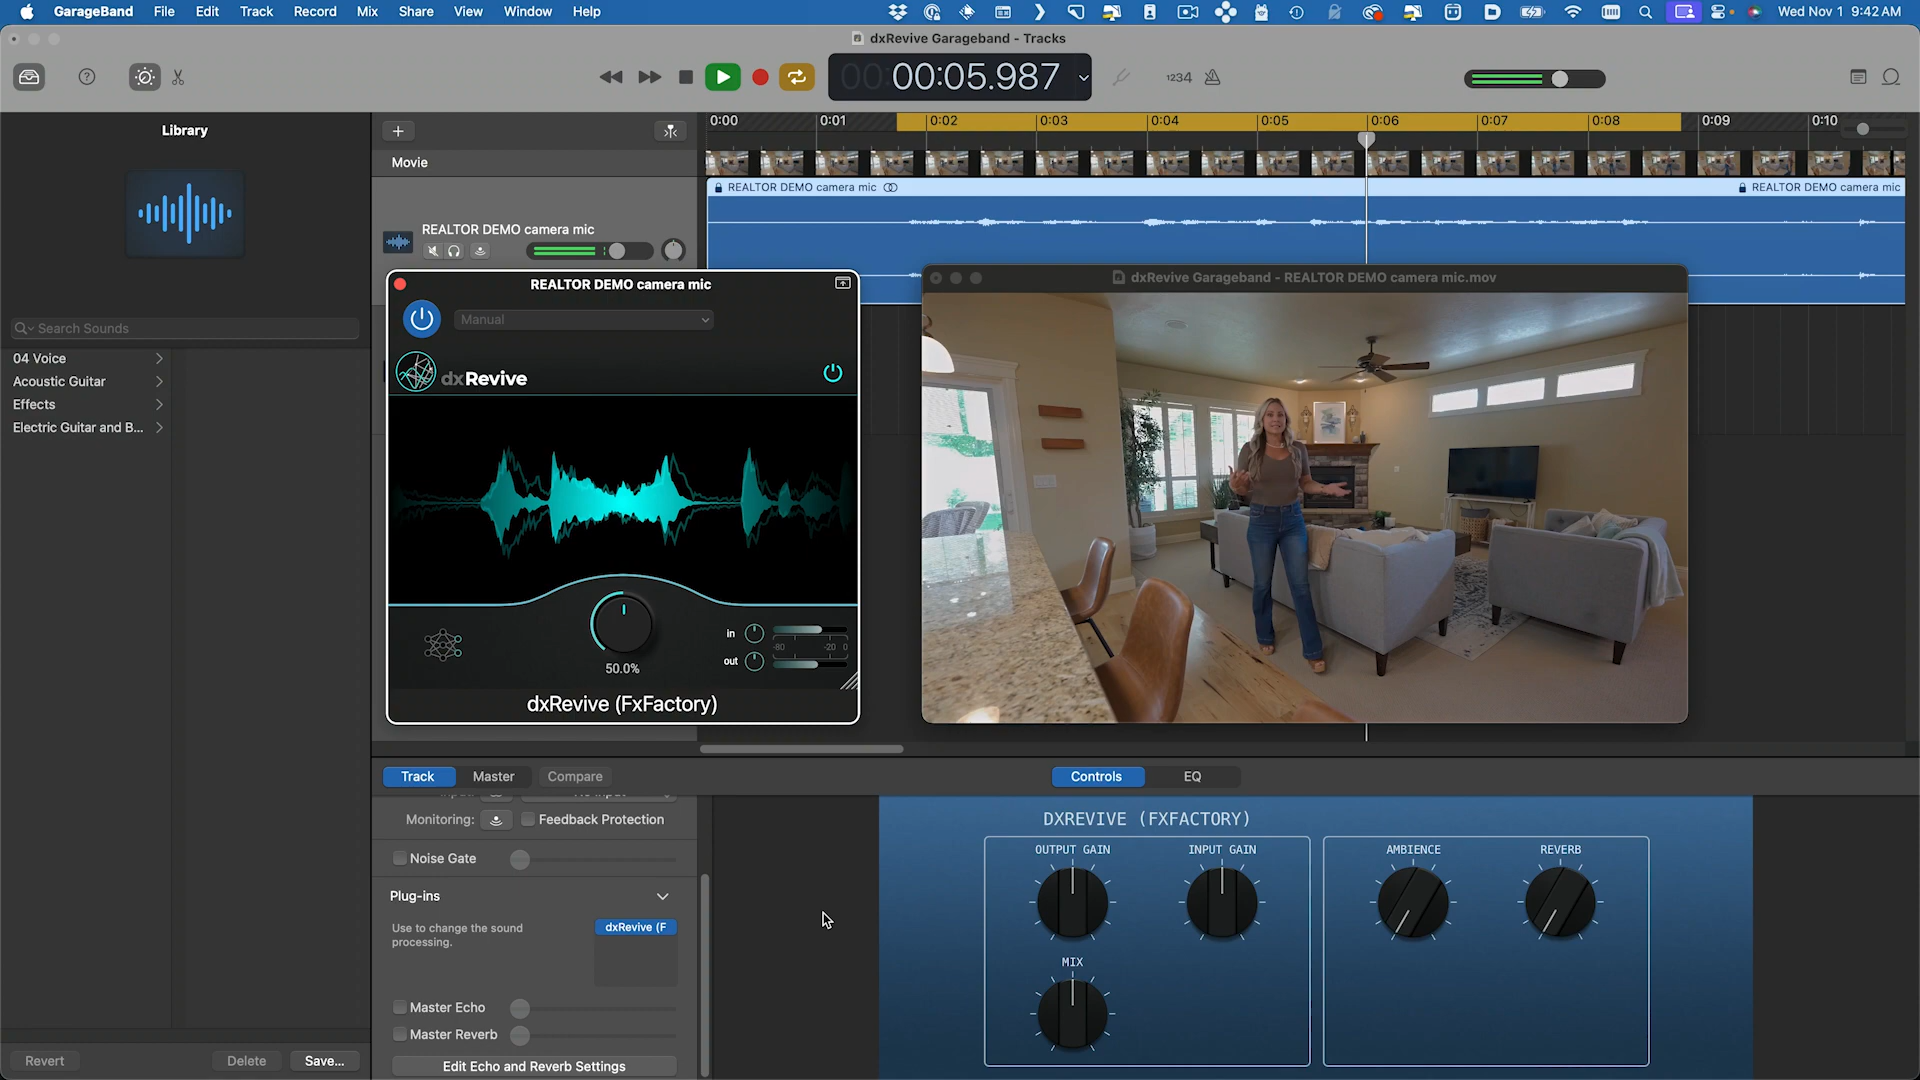 GarageBand File Edit Track Record Mix Share View Window Help Wed Nov 1 9:42 AM
dxRevive Garageband - Tracks
00:00:05.987
1234
Library
0:00 0:01 0:02 0:03 0:04 0:05 0:06 0:07 0:08 0:09 0:10
Movie
REALTOR DEMO camera mic
REALTOR DEMO camera mic
REALTOR DEMO camera mic
REALTOR DEMO camera mic
dxRevive Garageband - REALTOR DEMO camera mic.mov
Manual
dxRevive
Search Sounds
04 Voice
Acoustic Guitar
Effects
Electric Guitar and B...
in
-80 -20 0
out
50.0%
dxRevive (FxFactory)
Track Master Compare
Controls EQ
Monitoring: Feedback Protection
Noise Gate
Plug-ins
Use to change the sound
processing.
dxRevive (F
Master Echo
Master Reverb
Edit Echo and Reverb Settings
DXREVIVE (FXFACTORY)
OUTPUT GAIN INPUT GAIN AMBIENCE REVERB
MIX
Revert Delete Save...